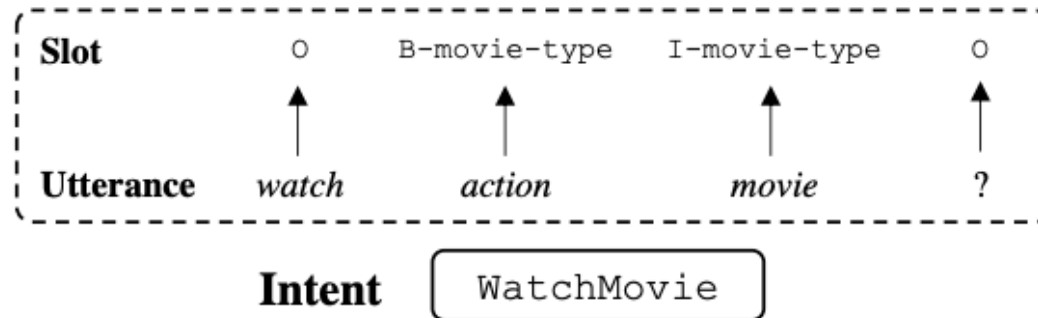 Slot O B-movie-type I-movie-type O
Utterance watch action movie ?
Intent WatchMovie